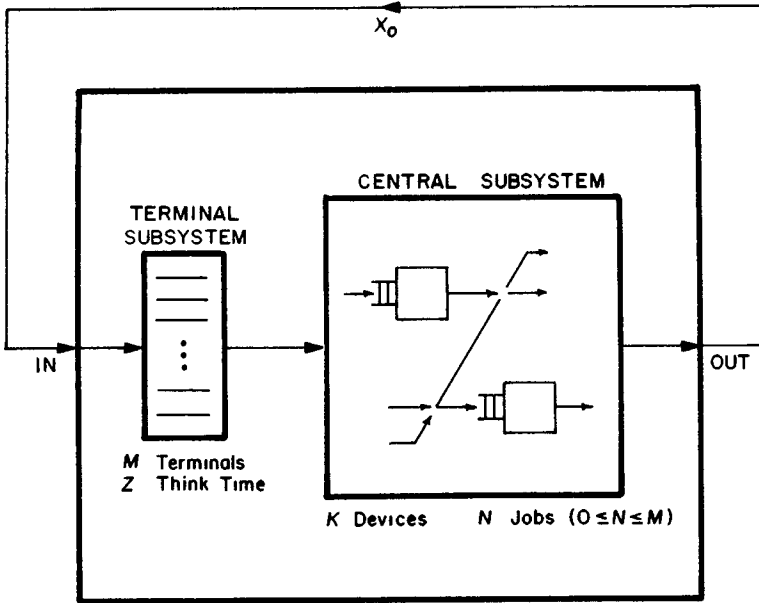 X₀
CENTRAL SUBSYSTEM
TERMINAL
SUBSYSTEM
IN
OUT
M Terminals
Z Think Time
K Devices N Jobs (0 ≤ N ≤ M)